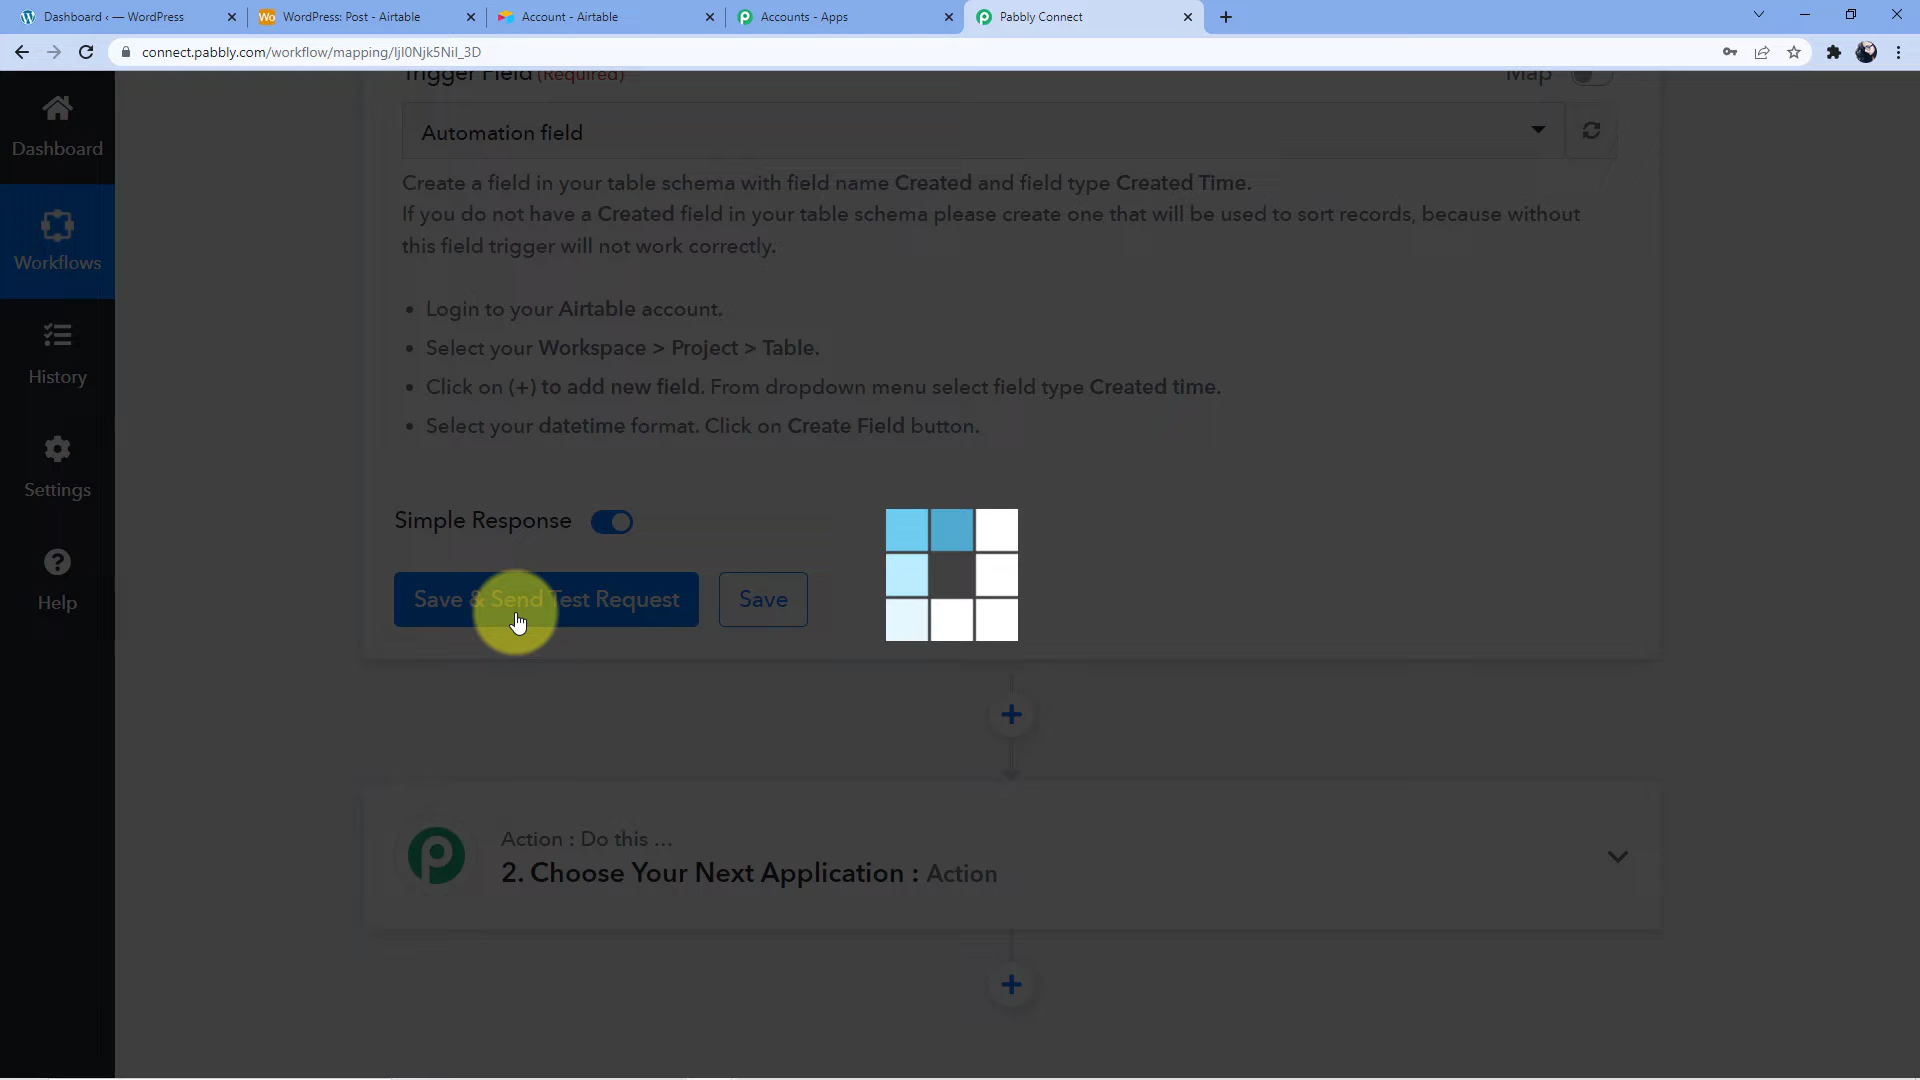 Dashboard ‹ — WordPress
Wo WordPress: Post - Airtable
Account - Airtable
Accounts - Apps
Pabbly Connect
connect.pabbly.com/workflow/mapping/IjI0Njk5NiI_3D
Trigger Field (Required)
Map
Automation field
Create a field in your table schema with field name Created and field type Created Time.
If you do not have a Created field in your table schema please create one that will be used to sort records, because without
this field trigger will not work correctly.
• Login to your Airtable account.
• Select your Workspace > Project > Table.
• Click on (+) to add new field. From dropdown menu select field type Created time.
• Select your datetime format. Click on Create Field button.
Simple Response
Save & Send Test Request
Save
Action : Do this ...
2. Choose Your Next Application : Action
Dashboard
Workflows
History
Settings
Help